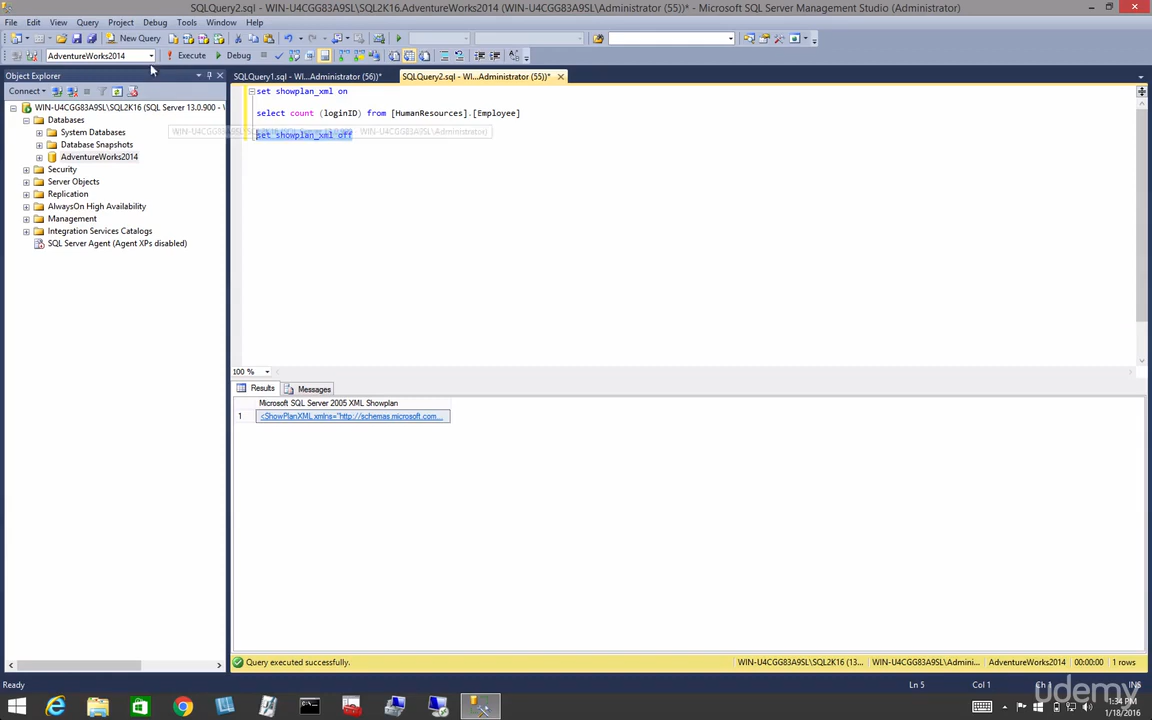 SQLQuery2.sql - WIN-U4CGG83A9SL\SQL2K16.AdventureWorks2014 (WIN-U4CGG83A9SL\Administrator (55))* - Microsoft SQL Server Management Studio (Administrator)
File Edit View Query Project Debug Tools Window Help
New Query
AdventureWorks2014 Execute Debug
Object Explorer
SQLQuery1.sql - WI...Administrator (56))* SQLQuery2.sql - WI...Administrator (55))*
Connect
set showplan_xml on
WIN-U4CGG83A9SL\SQL2K16 (SQL Server 13.0.900 -
select count (loginID) from [HumanResources].[Employee]
Databases
System Databases
set showplan_xml off
Database Snapshots
AdventureWorks2014
Security
Server Objects
Replication
AlwaysOn High Availability
Management
Integration Services Catalogs
SQL Server Agent (Agent XPs disabled)
100 %
Results Messages
Microsoft SQL Server 2005 XML Showplan
1 <ShowPlanXML xmlns="http://schemas.microsoft.com...
Query executed successfully. WIN-U4CGG83A9SL\SQL2K16 (13... WIN-U4CGG83A9SL\Admini... AdventureWorks2014 00:00:00 1 rows
Ready Ln 5 Col 1 INS
udemy
1:34 PM
1/18/2016